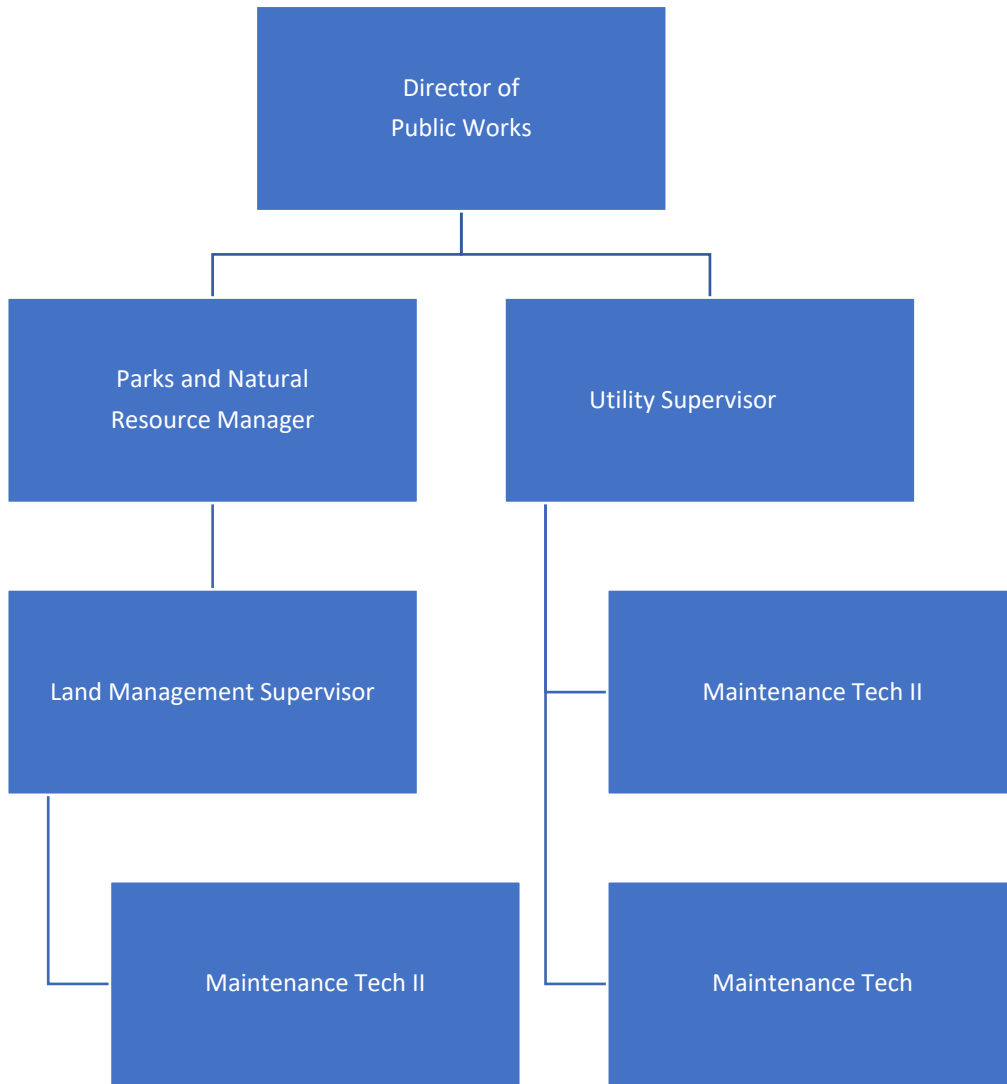 Director of
Public Works
Parks and Natural
Resource Manager
Utility Supervisor
Land Management Supervisor
Maintenance Tech II
Maintenance Tech II
Maintenance Tech